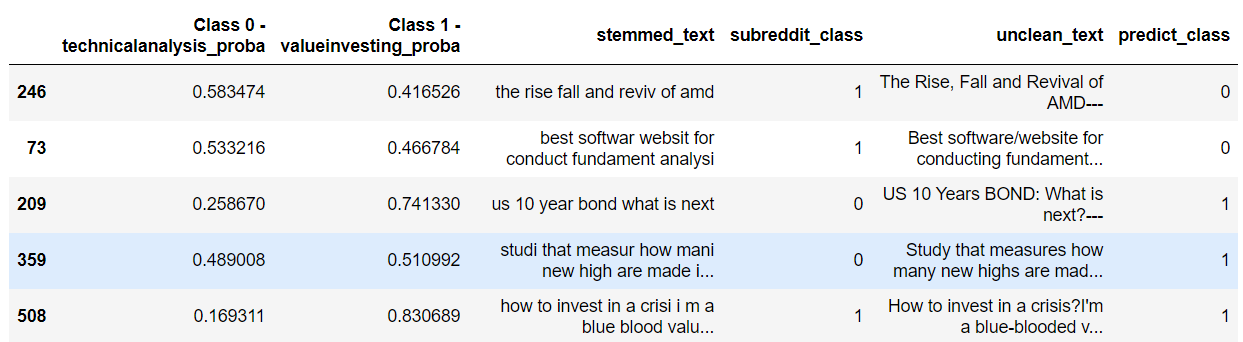 Class 0 - technicalanalysis_proba Class 1 - valueinvesting_proba stemmed_text subreddit_class unclean_text predict_class
246 0.583474 0.416526 the rise fall and reviv of amd 1 The Rise, Fall and Revival of AMD--- 0
73 0.533216 0.466784 best softwar websit for conduct fundament analysi 1 Best software/website for conducting fundament... 0
209 0.258670 0.741330 us 10 year bond what is next 0 US 10 Years BOND: What is next?--- 1
359 0.489008 0.510992 studi that measur how mani new high are made i... 0 Study that measures how many new highs are mad... 1
508 0.169311 0.830689 how to invest in a crisi i m a blue blood valu... 1 How to invest in a crisis?I'm a blue-blooded v... 1